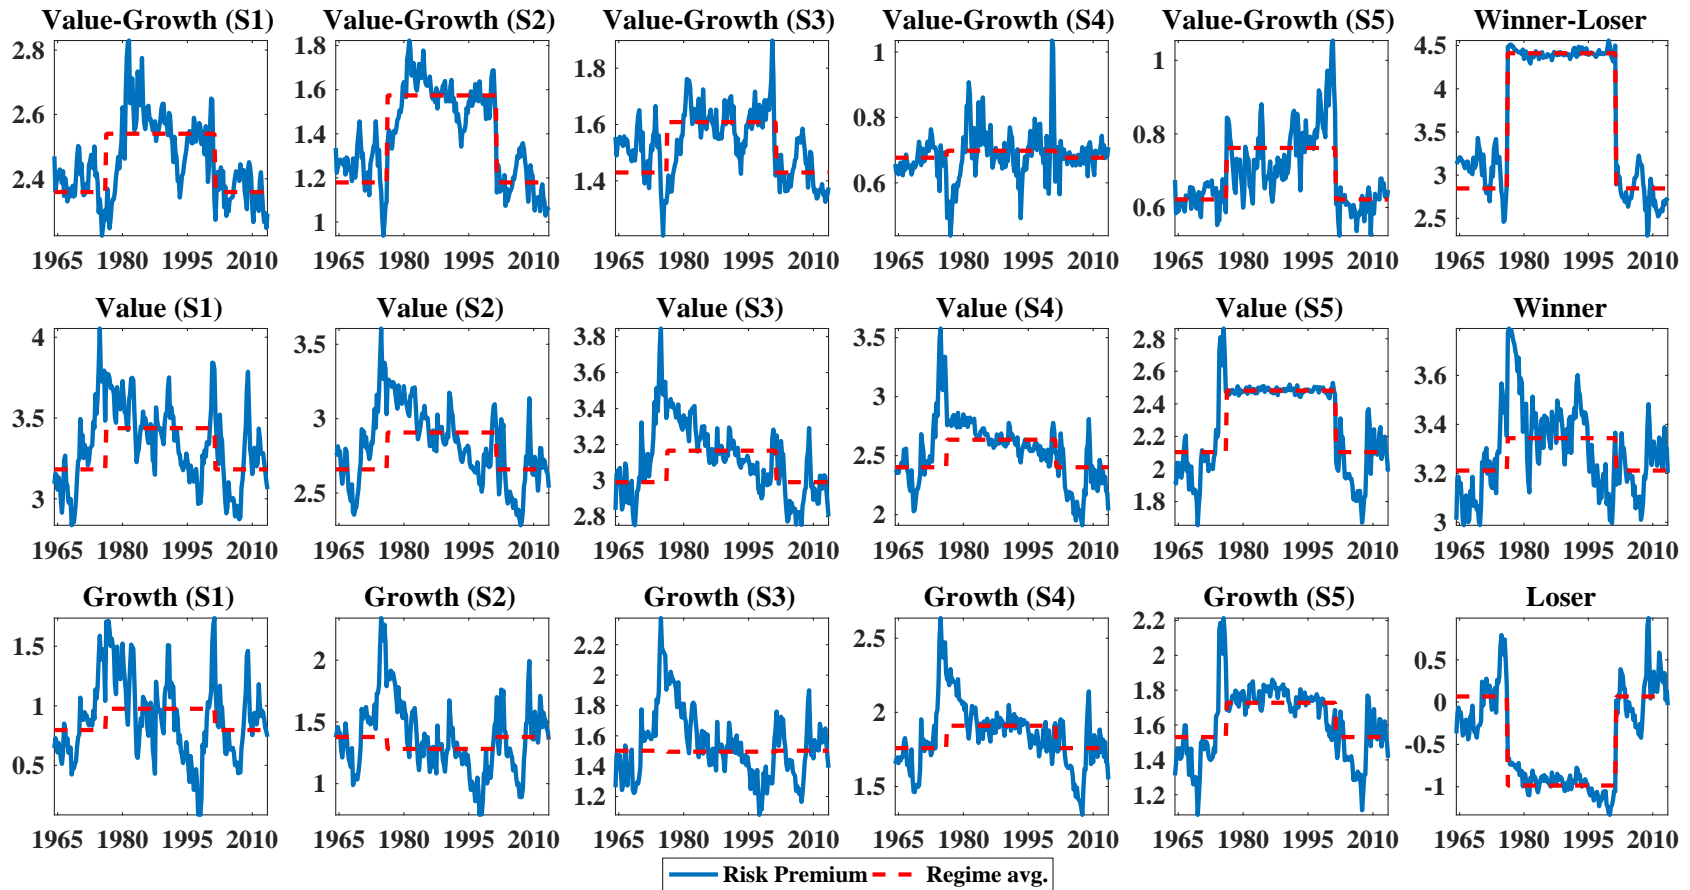 Value-Growth (S1) Value-Growth (S2) Value-Growth (S3) Value-Growth (S4) Value-Growth (S5) Winner-Loser
2.8 2.6 2.4
1.8 1.6 1.4 1.2 1
1.8 1.6 1.4
1 0.8 0.6
1 0.8 0.6
4.5 4 3.5 3 2.5
1965 1980 1995 2010 1965 1980 1995 2010 1965 1980 1995 2010 1965 1980 1995 2010 1965 1980 1995 2010 1965 1980 1995 2010
Value (S1) Value (S2) Value (S3) Value (S4) Value (S5) Winner
4 3.5 3
3.5 3 2.5
3.8 3.6 3.4 3.2 3 2.8
3.5 3 2.5 2
2.8 2.6 2.4 2.2 2 1.8
3.6 3.4 3.2 3
1965 1980 1995 2010 1965 1980 1995 2010 1965 1980 1995 2010 1965 1980 1995 2010 1965 1980 1995 2010 1965 1980 1995 2010
Growth (S1) Growth (S2) Growth (S3) Growth (S4) Growth (S5) Loser
1.5 1 0.5
2 1.5 1
2.2 2 1.8 1.6 1.4 1.2
2.5 2 1.5
2.2 2 1.8 1.6 1.4 1.2
0.5 0 -0.5 -1
1965 1980 1995 2010 1965 1980 1995 2010 1965 1980 1995 2010 1965 1980 1995 2010 1965 1980 1995 2010 1965 1980 1995 2010
Risk Premium Regime avg.